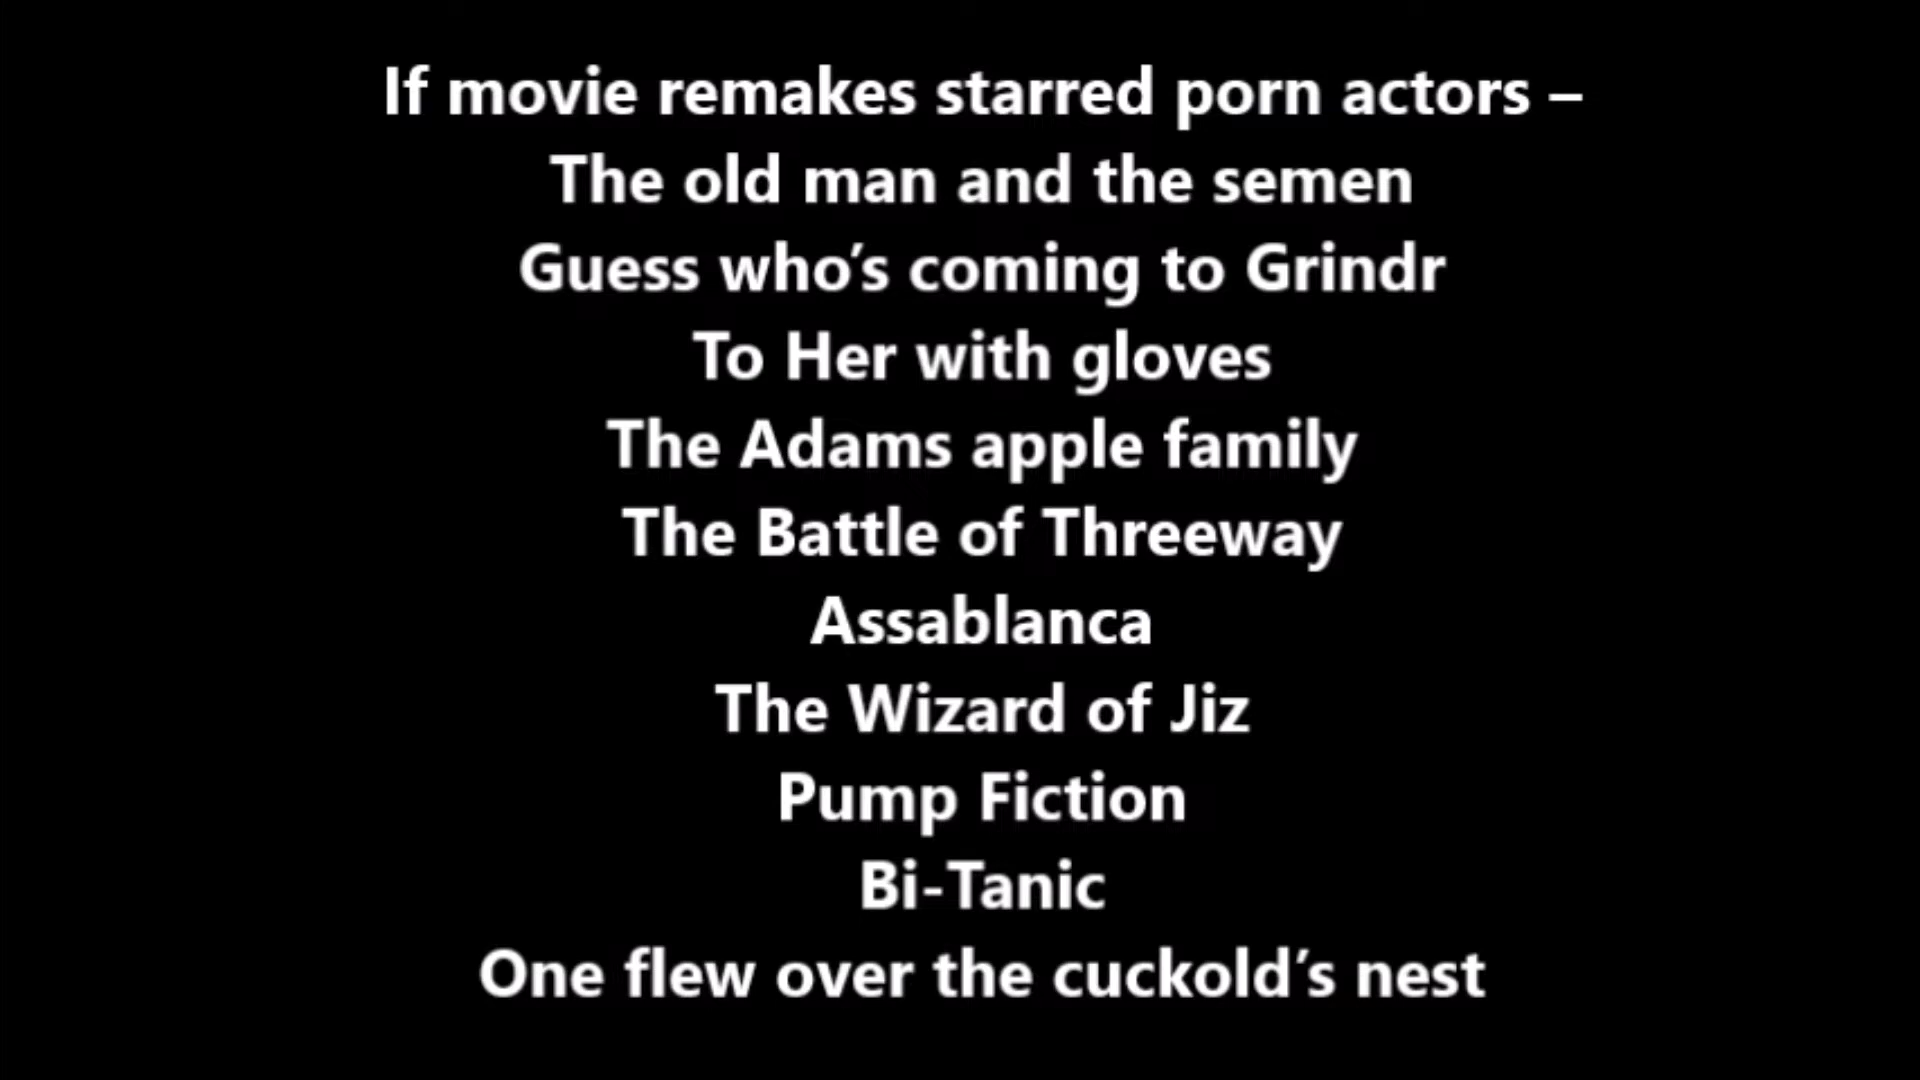 If movie remakes starred porn actors –
The old man and the semen
Guess who’s coming to Grindr
To Her with gloves
The Adams apple family
The Battle of Threeway
Assablanca
The Wizard of Jiz
Pump Fiction
Bi-Tanic
One flew over the cuckold’s nest